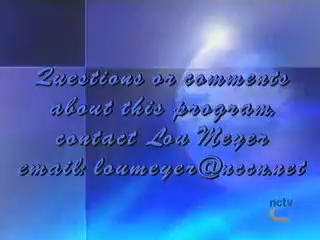 Questions or comments
about this program,
contact Lou Meyer
email: loumeyer@nccn.net
nctv